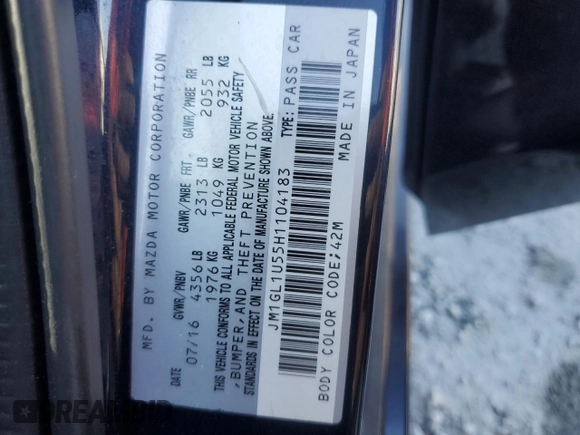 MFD. BY MAZDA MOTOR CORPORATION
DATE GVWR/PNBV GAWR/PNBE FRT GAWR/PNBE RR
07/16 4356 LB 2313 LB 2055 LB
1976 KG 1049 KG 932 KG
THIS VEHICLE CONFORMS TO ALL APPLICABLE FEDERAL MOTOR VEHICLE SAFETY
,BUMPER,AND THEFT PREVENTION
STANDARDS IN EFFECT ON THE DATE OF MANUFACTURE SHOWN ABOVE.
JM1GL1U55H1104183 TYPE: PASS CAR
BODY COLOR CODE;42M MADE IN JAPAN
DREAMBID